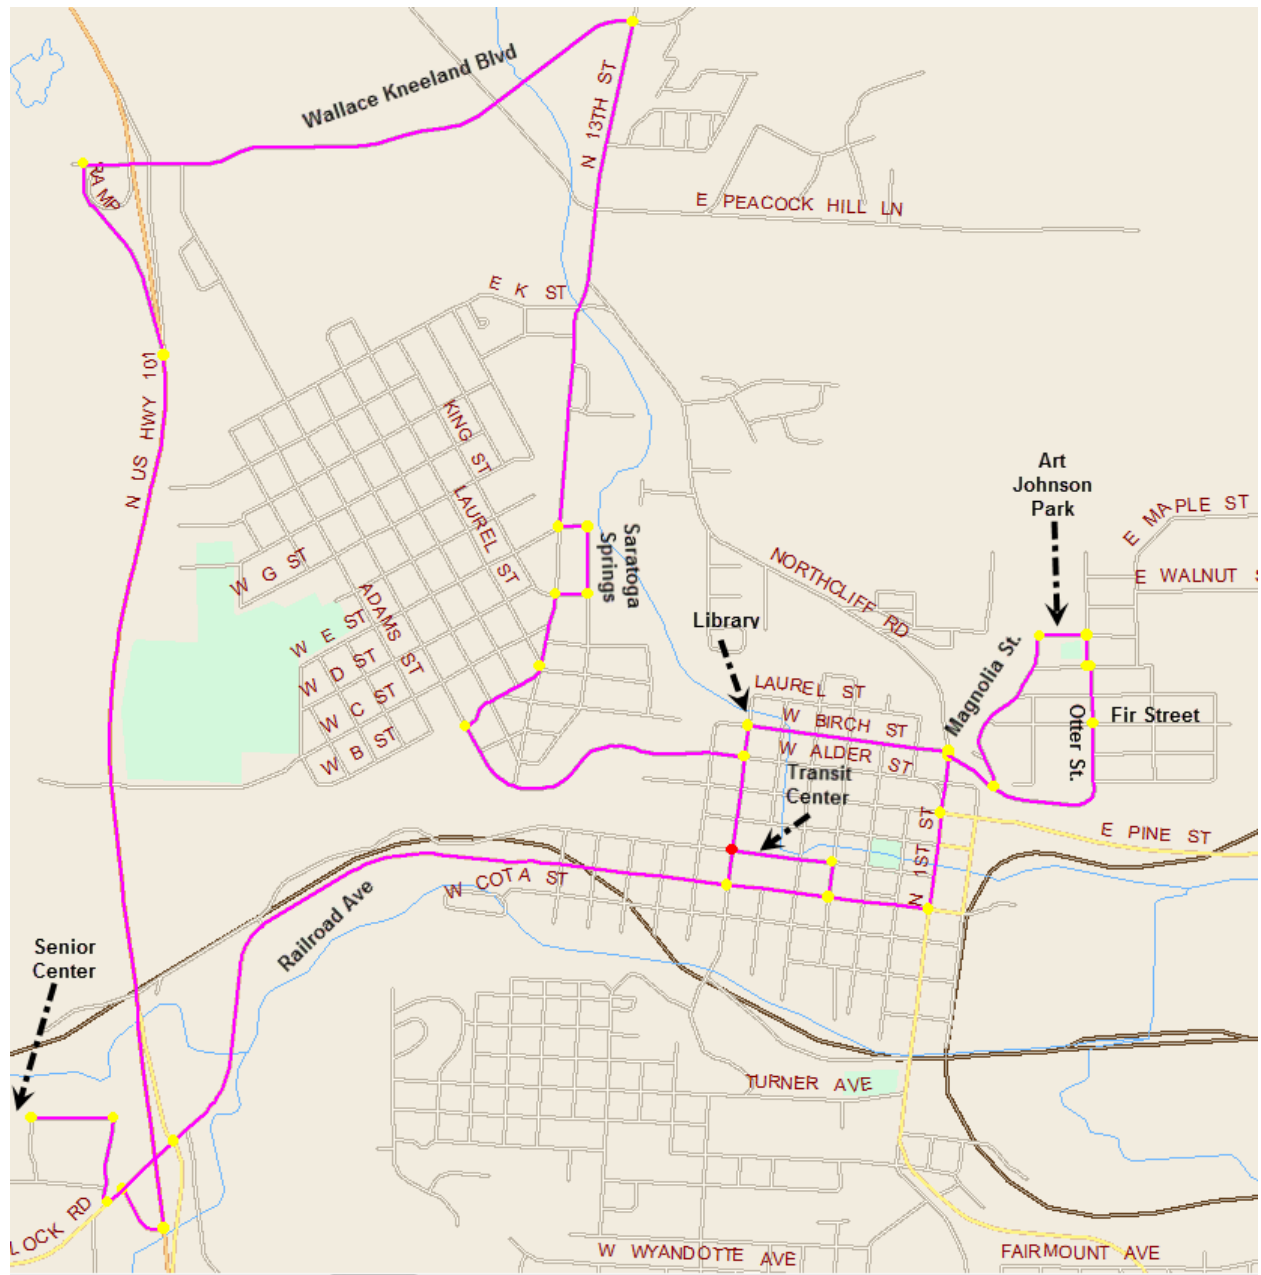 Wallace Kneeland Blvd
N 13TH ST
RAMP
E PEACOCK HILL LN
E K ST
N US HWY 101
KING ST
LAUREL ST
Art
Johnson
Park
E MAPLE ST
E WALNUT
Saratoga
Springs
NORTHCLIFF RD
W G ST
ADAMS ST
W E ST
W D ST
W C ST
W B ST
Library
Magnolia St.
LAUREL ST
W BIRCH ST
W ALDER ST
Transit
Center
Otter St.
Fir Street
N 1ST ST
E PINE ST
W COTA ST
Railroad Ave
Senior
Center
TURNER AVE
LOCK RD
W WYANDOTTE AVE
FAIRMOUNT AVE